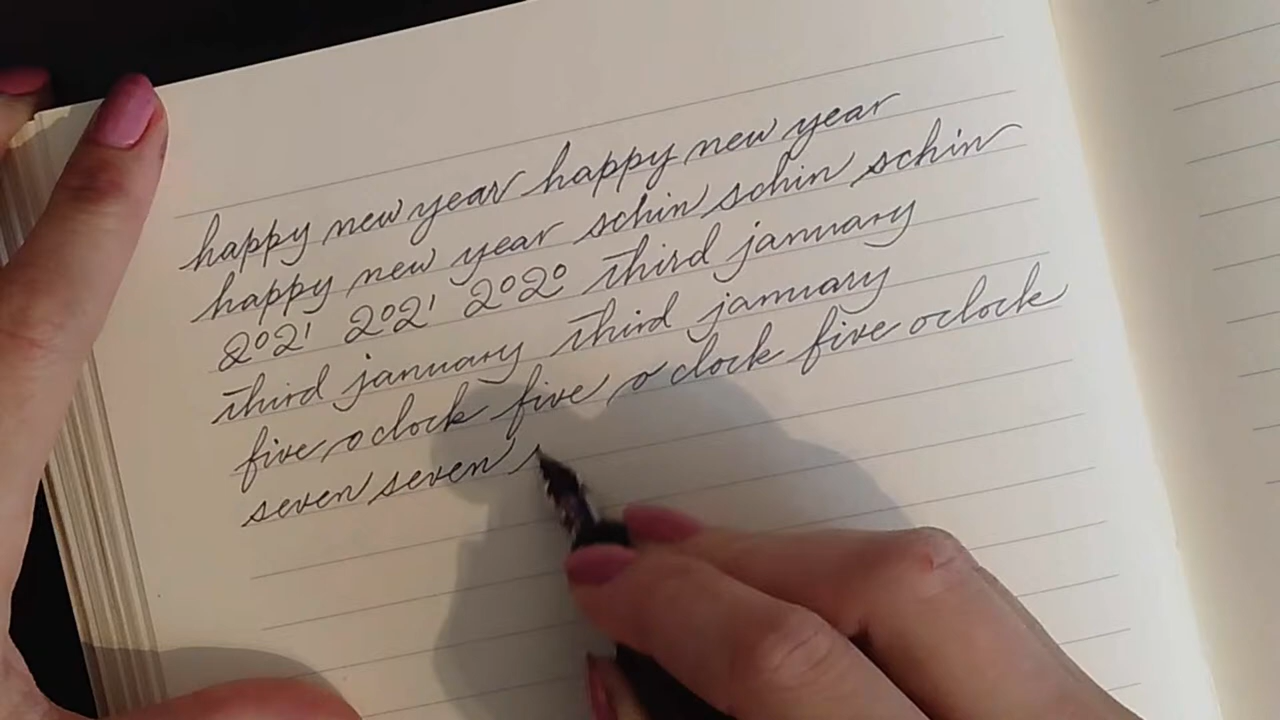 happy new year happy new year
happy new year schin schin schin
2021 2021 2020 third january
third january third january
five o clock five o clock five oclock
seven seven s